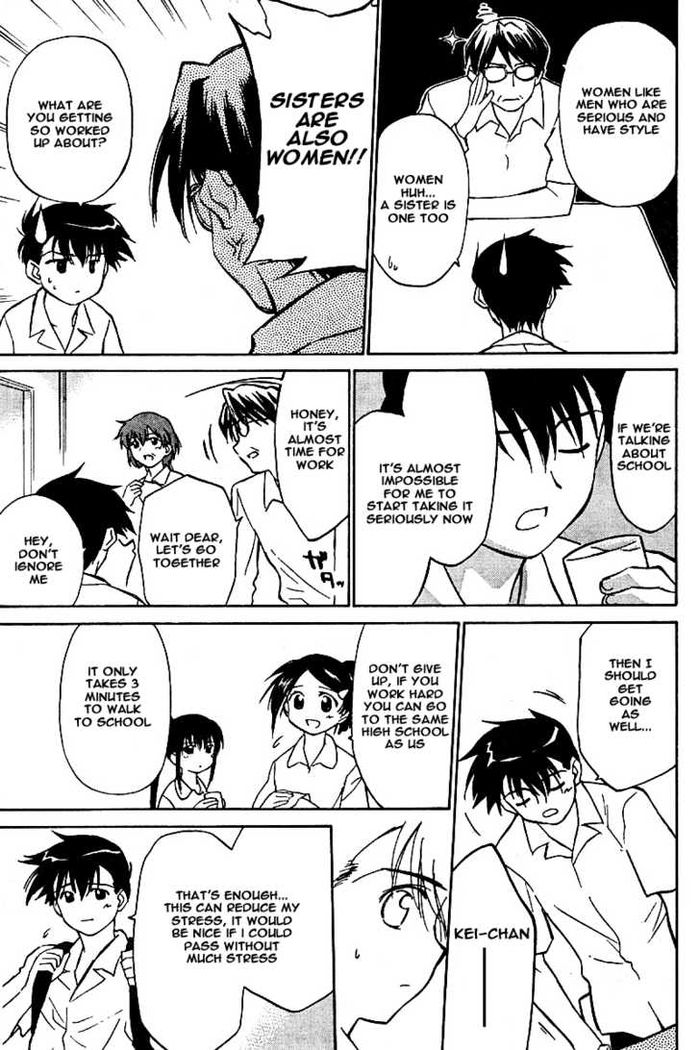 WOMEN LIKE
MEN WHO ARE
SERIOUS AND
HAVE STYLE
WOMEN
HUH...
A SISTER IS
ONE TOO
SISTERS
ARE
ALSO
WOMEN!!
WHAT ARE
YOU GETTING
SO WORKED
UP ABOUT?
IF WE'RE
TALKING
ABOUT
SCHOOL
IT'S ALMOST
IMPOSSIBLE
FOR ME TO
START TAKING IT
SERIOUSLY NOW
HONEY,
IT'S
ALMOST
TIME FOR
WORK
ガタッ
WAIT DEAR,
LET'S GO
TOGETHER
HEY,
DON'T
IGNORE
ME
THEN I
SHOULD
GET
GOING
AS
WELL...
DON'T GIVE
UP, IF YOU
WORK HARD
YOU CAN GO
TO THE SAME
HIGH SCHOOL
AS US
IT ONLY
TAKES 3
MINUTES
TO WALK
TO SCHOOL
KEI-CHAN
THAT'S ENOUGH...
THIS CAN REDUCE MY
STRESS, IT WOULD
BE NICE IF I COULD
PASS WITHOUT
MUCH STRESS